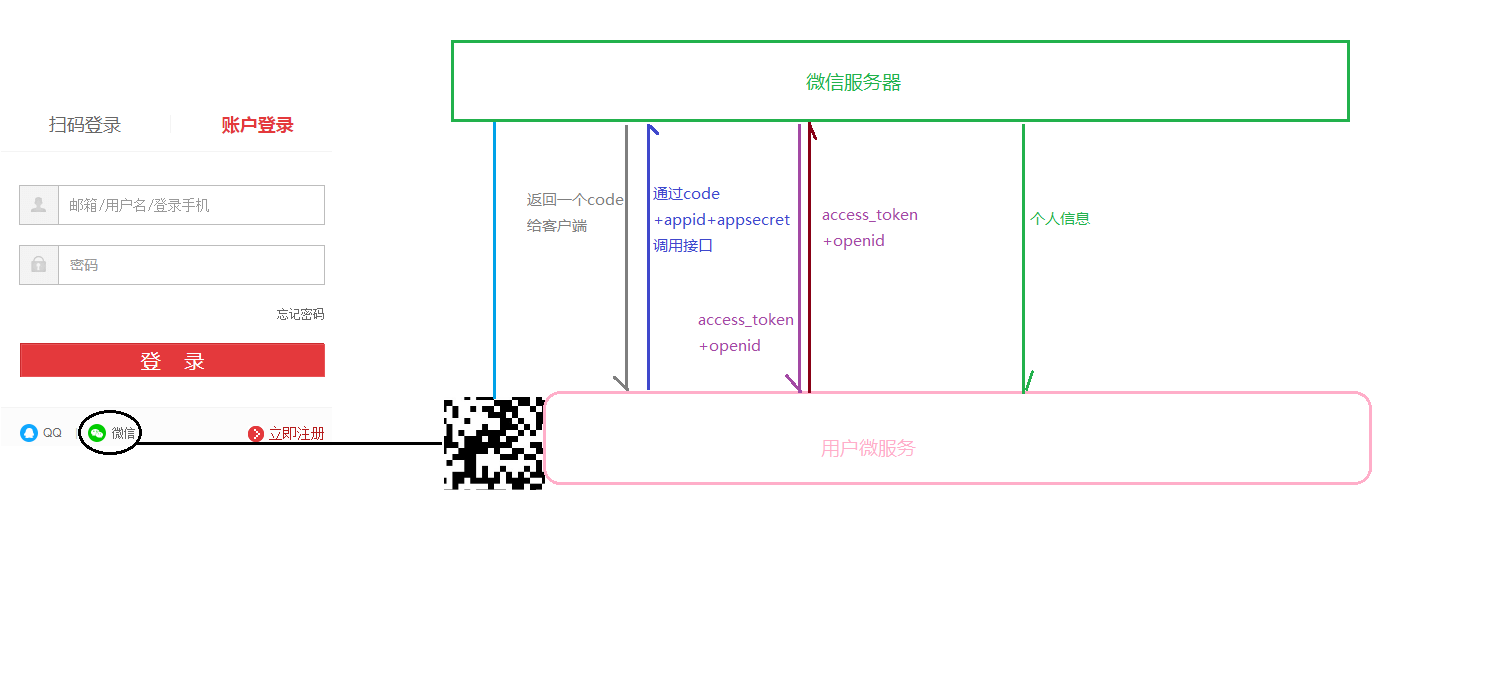 微信服务器
扫码登录
账户登录
邮箱/用户名/登录手机
密码
忘记密码
登 录
QQ
微信
立即注册
返回一个code
给客户端
通过code
+appid+appsecret
调用接口
access_token
+openid
access_token
+openid
个人信息
用户微服务